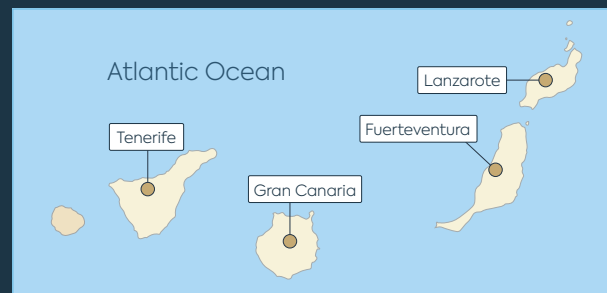 Atlantic Ocean
Lanzarote
Fuerteventura
Tenerife
Gran Canaria